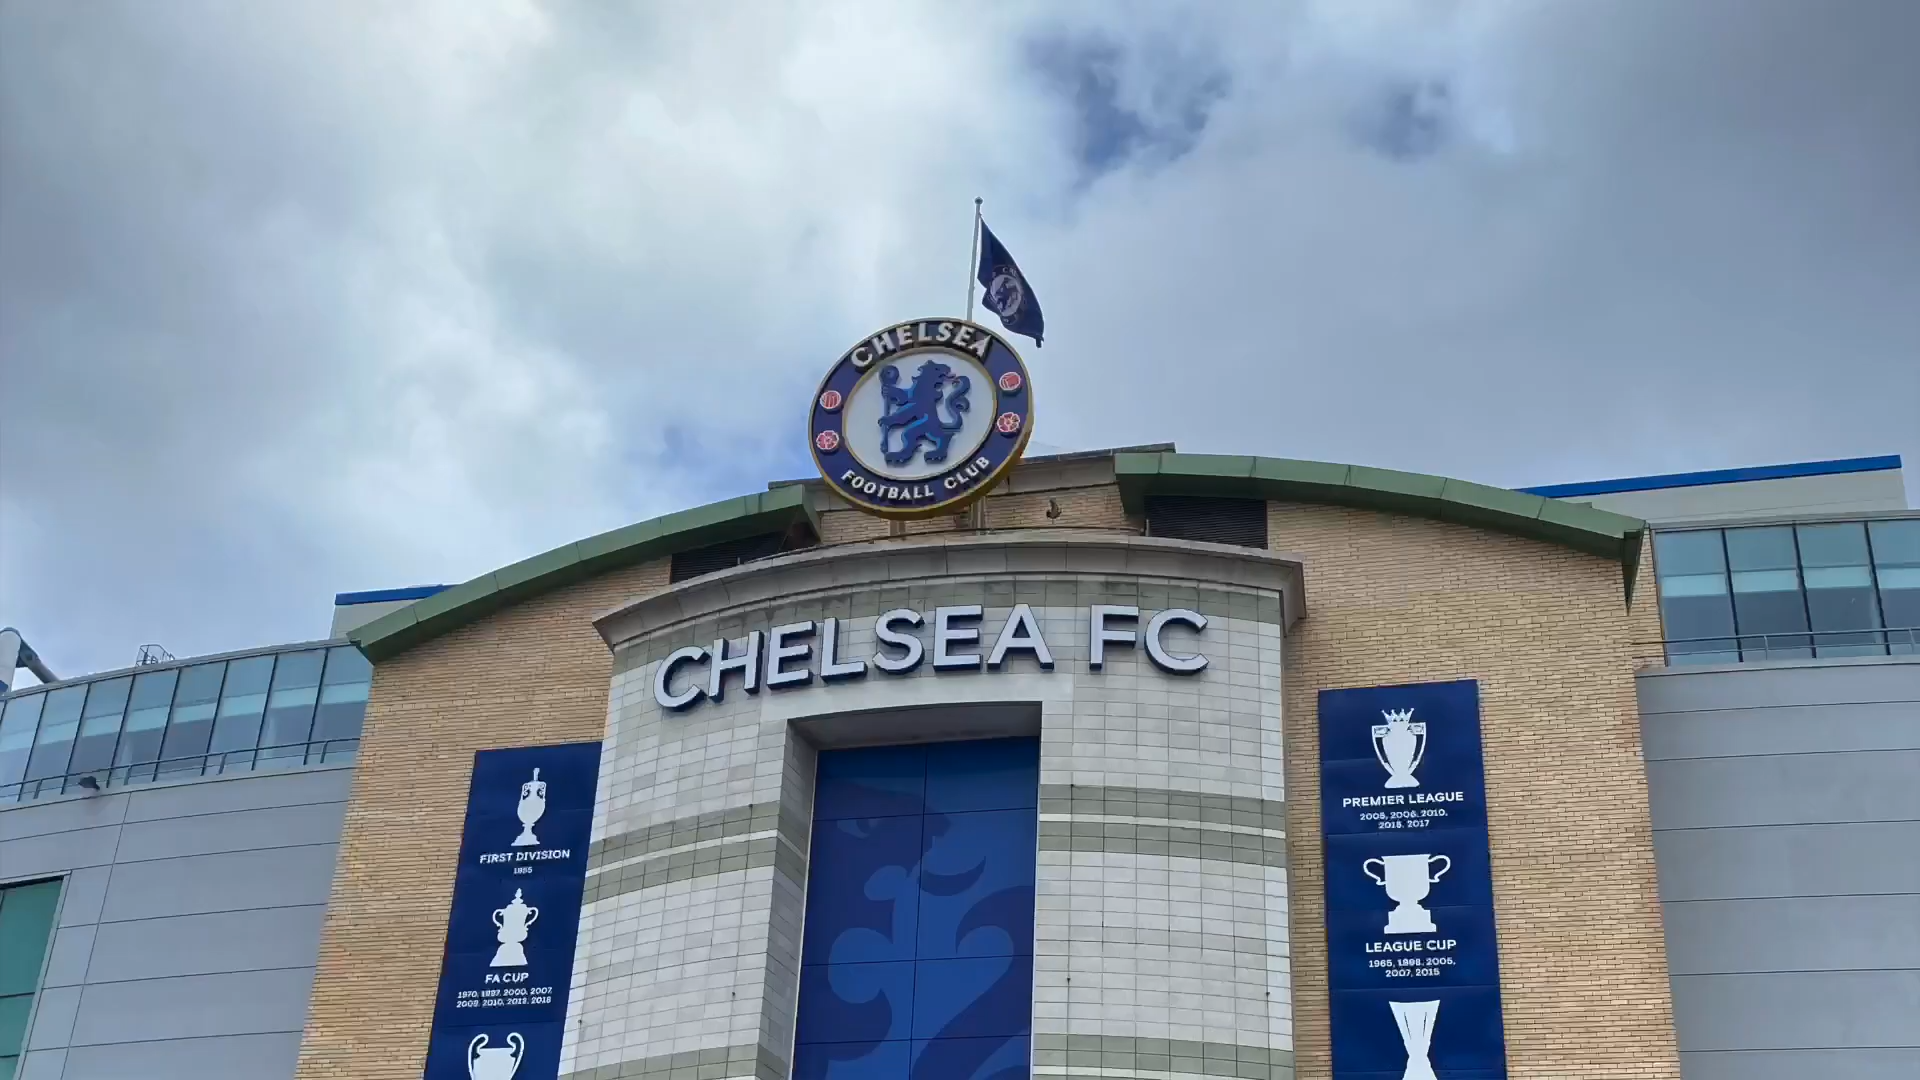 CHELSEA
FOOTBALL CLUB
CHELSEA FC
FIRST DIVISION
1955
FA CUP
1970, 1997, 2000, 2007,
2009, 2010, 2012, 2018
PREMIER LEAGUE
2005, 2006, 2010,
2015, 2017
LEAGUE CUP
1965, 1998, 2005,
2007, 2015